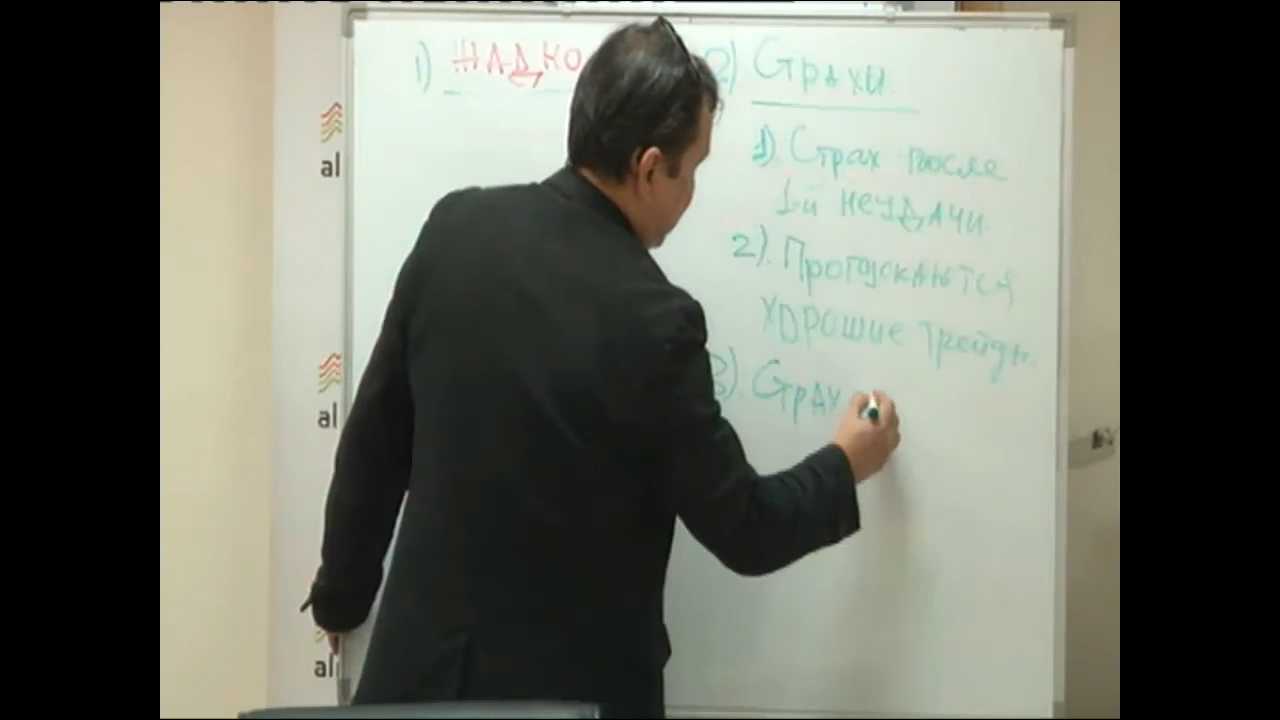 1) ЖАДНО
2) Страхи.
1). Страх после
1-й неудачи.
2). Пропускаются
хорошие трейды.
3). Страх
al
al
al